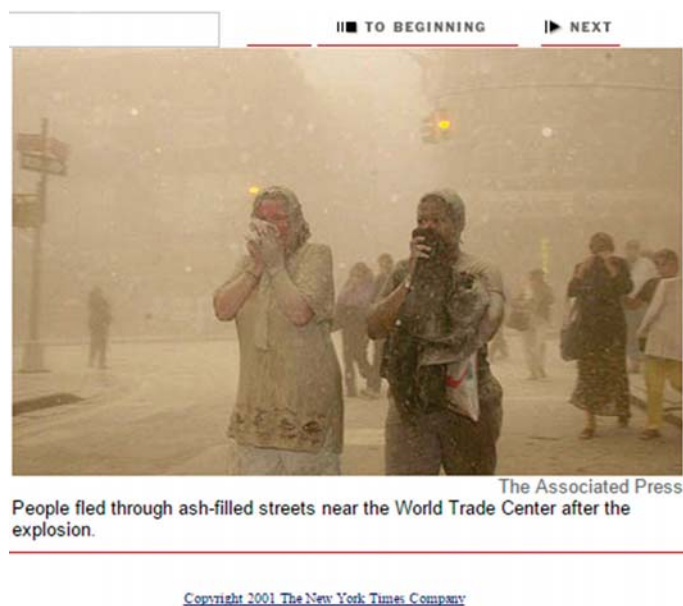 TO BEGINNING
NEXT
The Associated Press
People fled through ash-filled streets near the World Trade Center after the
explosion.
Copyright 2001 The New York Times Company